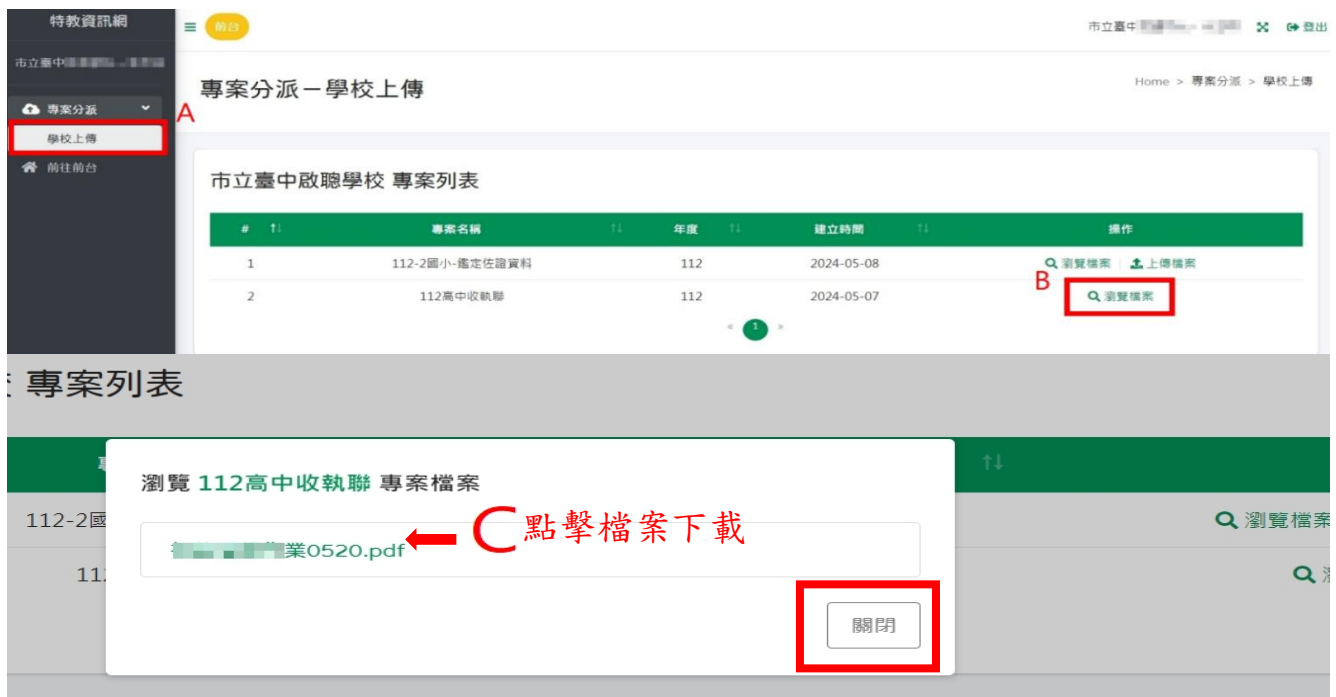 特教資訊網
前台
市立臺中
登出
市立臺中
專案分派
學校上傳
前往前台
A
專案分派－學校上傳
Home > 專案分派 > 學校上傳
市立臺中啟聰學校 專案列表
# ↑↓ 專案名稱 ↑↓ 年度 ↑↓ 建立時間 ↑↓ 操作
1 112-2國小-鑑定佐證資料 112 2024-05-08 瀏覽檔案 上傳檔案
2 112高中收執聯 112 2024-05-07 瀏覽檔案
B
« 1 »
專案列表
↑↓
112-2國
瀏覽檔案
瀏覽 112高中收執聯 專案檔案
業0520.pdf
C 點擊檔案下載
關閉